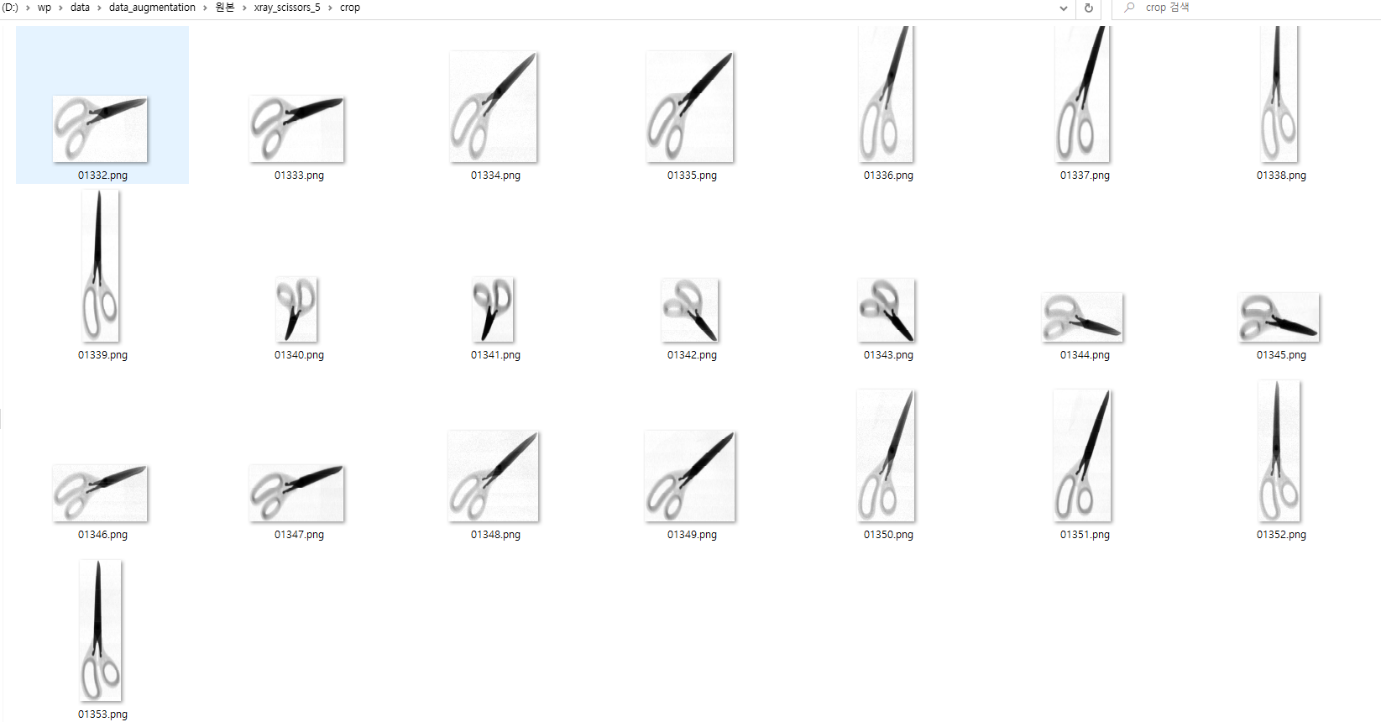 (D:) › wp › data › data_augmentation › 원본 › xray_scissors_5 › crop
crop 검색
01332.png 01333.png 01334.png 01335.png 01336.png 01337.png 01338.png
01339.png 01340.png 01341.png 01342.png 01343.png 01344.png 01345.png
01346.png 01347.png 01348.png 01349.png 01350.png 01351.png 01352.png
01353.png